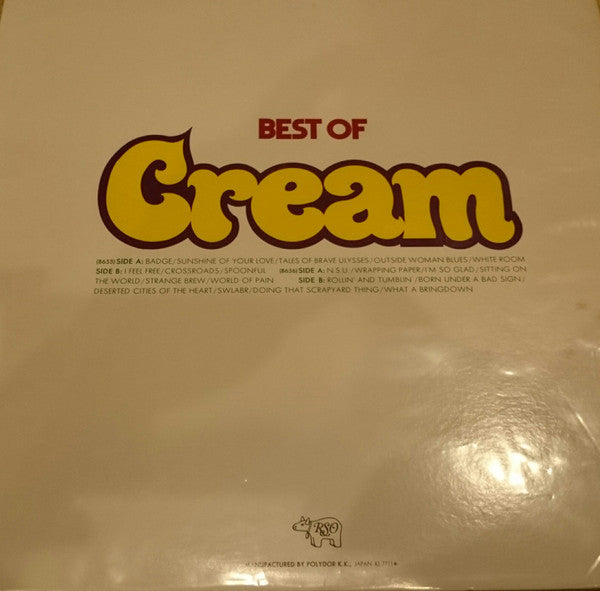 BEST OF
Cream
(8635) SIDE A: BADGE/SUNSHINE OF YOUR LOVE/TALES OF BRAVE ULYSSES/OUTSIDE WOMAN BLUES/WHITE ROOM
SIDE B: I FEEL FREE/CROSSROADS/SPOONFUL (8636) SIDE A: N.S.U./WRAPPING PAPER/I'M SO GLAD/SITTING ON
THE WORLD/STRANGE BREW/WORLD OF PAIN SIDE B: ROLLIN' AND TUMBLIN'/BORN UNDER A BAD SIGN/
DESERTED CITIES OF THE HEART/SWLABR/DOING THAT SCRAPYARD THING/WHAT A BRINGDOWN
RSO
MANUFACTURED BY POLYDOR K.K., JAPAN